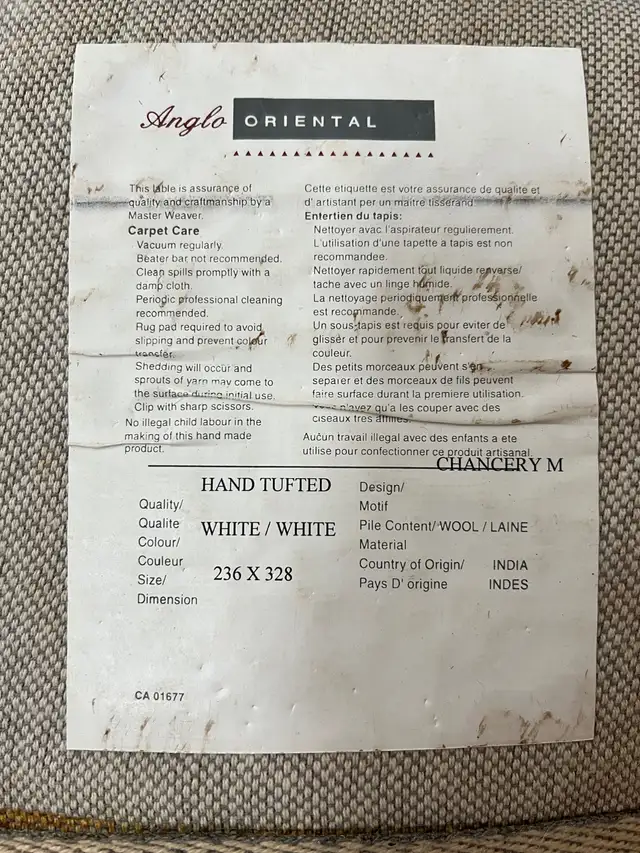 Anglo ORIENTAL
This lable is assurance of
quality and craftmanship by a
Master Weaver.
Carpet Care
Vacuum regularly.
Beater bar not recommended.
Clean spills promptly with a
damp cloth.
Periodic professional cleaning
recommended.
Rug pad required to avoid
slipping and prevent colour
transfer.
Shedding will occur and
sprouts of yarn may come to
the surface during initial use.
Clip with sharp scissors.
No illegal child labour in the
making of this hand made
product.
Cette etiquette est votre assurance de qualite et
d' artistant par un maitre tisserand.
Entertien du tapis:
Nettoyer avec l'aspirateur regulierement.
L'utilisation d'une tapette a tapis est non
recommandee.
Nettoyer rapidement tout liquide renverse/
tache avec un linge humide.
La nettoyage periodiquement professionnelle
est recommande.
Un sous-tapis est requis pour eviter de
glisser et pour prevenir le transfert de la
couleur.
Des petits morceaux peuvent s'en
separer et des morceaux de fils peuvent
faire surface durant la premiere utilisation.
Vous n'avez qu'a les couper avec des
ciseaux tres affilies.
Aucun travail illegal avec des enfants a ete
utilise pour confectionner ce produit artisanal.
Quality/ HAND TUFTED
Qualite
Colour/ WHITE / WHITE
Couleur
Size/ 236 X 328
Dimension
Design/ CHANCERY M
Motif
Pile Content/ WOOL / LAINE
Material
Country of Origin/ INDIA
Pays D' origine INDES
CA 01677